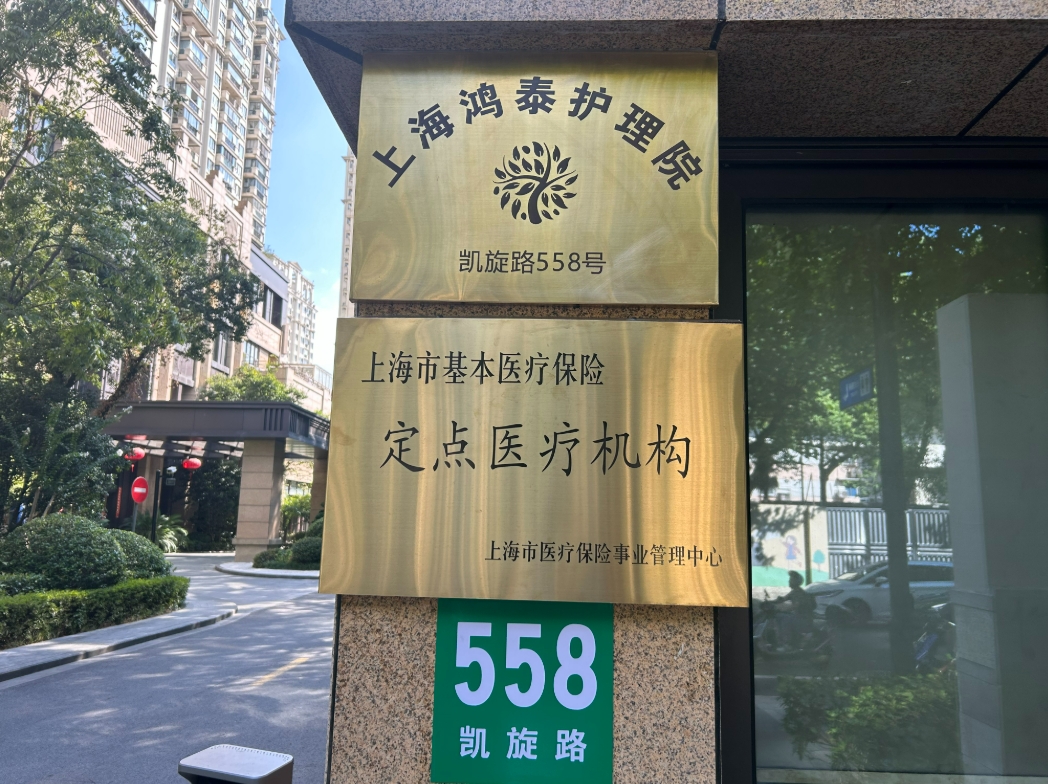 上海鸿泰护理院
凯旋路558号
上海市基本医疗保险
定点医疗机构
上海市医疗保险事业管理中心
558
凯旋路